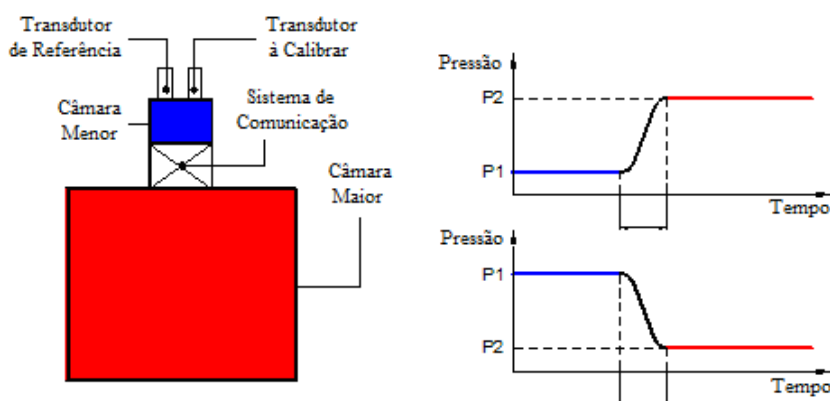 Transdutor
de Referência
Transdutor
à Calibrar
Câmara
Menor
Sistema de
Comunicação
Câmara
Maior
Pressão
P2
P1
Tempo
Pressão
P1
P2
Tempo